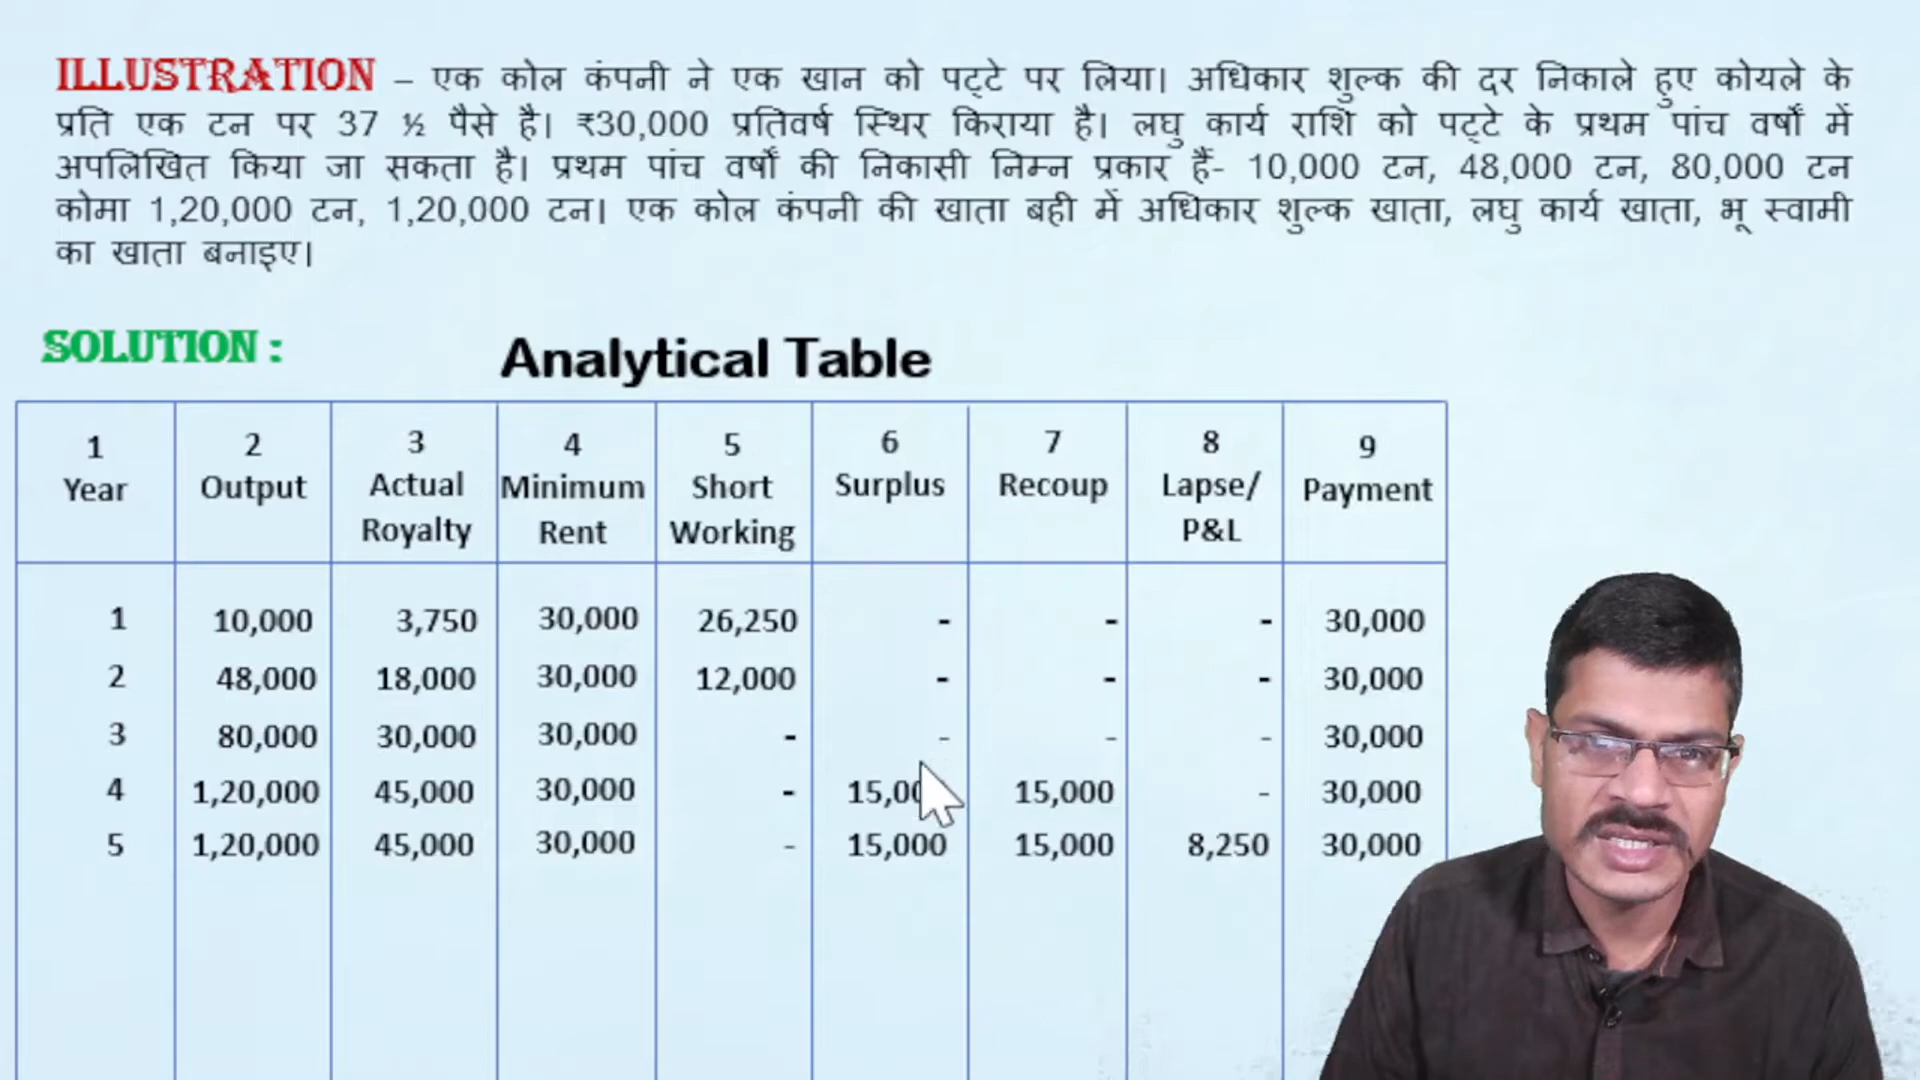 ILLUSTRATION – एक कोल कंपनी ने एक खान को पट्टे पर लिया। अधिकार शुल्क की दर निकाले हुए कोयले के
प्रति एक टन पर 37 ½ पैसे है। ₹30,000 प्रतिवर्ष स्थिर किराया है। लघु कार्य राशि को पट्टे के प्रथम पांच वर्षों में
अपलिखित किया जा सकता है। प्रथम पांच वर्षों की निकासी निम्न प्रकार हैं- 10,000 टन, 48,000 टन, 80,000 टन
कोमा 1,20,000 टन, 1,20,000 टन। एक कोल कंपनी की खाता बही में अधिकार शुल्क खाता, लघु कार्य खाता, भू स्वामी
का खाता बनाइए।
SOLUTION :
Analytical Table
1 2 3 4 5 6 7 8 9
Year Output Actual Minimum Short Surplus Recoup Lapse/ Payment
Royalty Rent Working P&L
1 10,000 3,750 30,000 26,250 - - - 30,000
2 48,000 18,000 30,000 12,000 - - - 30,000
3 80,000 30,000 30,000 - - - - 30,000
4 1,20,000 45,000 30,000 - 15,000 15,000 - 30,000
5 1,20,000 45,000 30,000 - 15,000 15,000 8,250 30,000